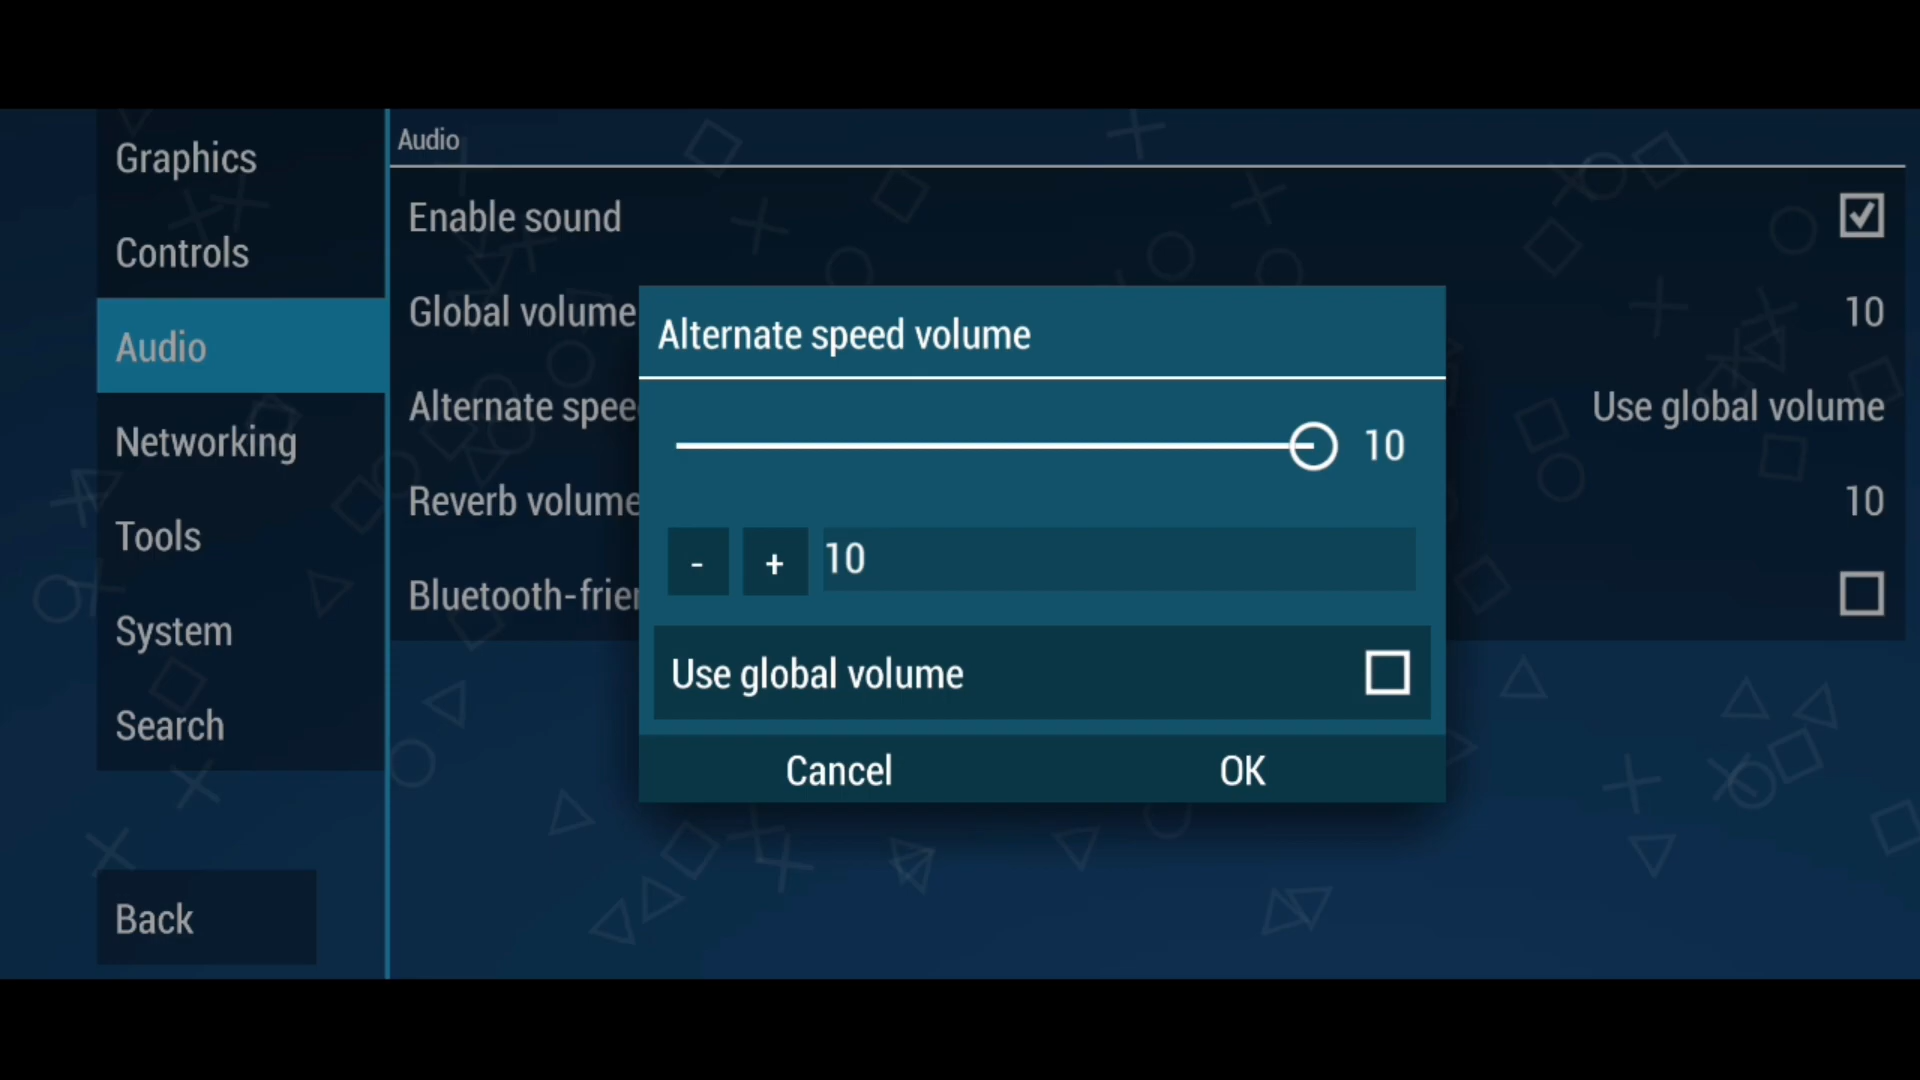 Graphics
Controls
Audio
Networking
Tools
System
Search
Back
Audio
Enable sound
Global volume
10
Alternate spee
Use global volume
Reverb volume
10
Bluetooth-frien
Alternate speed volume
10
-
+
10
Use global volume
Cancel
OK